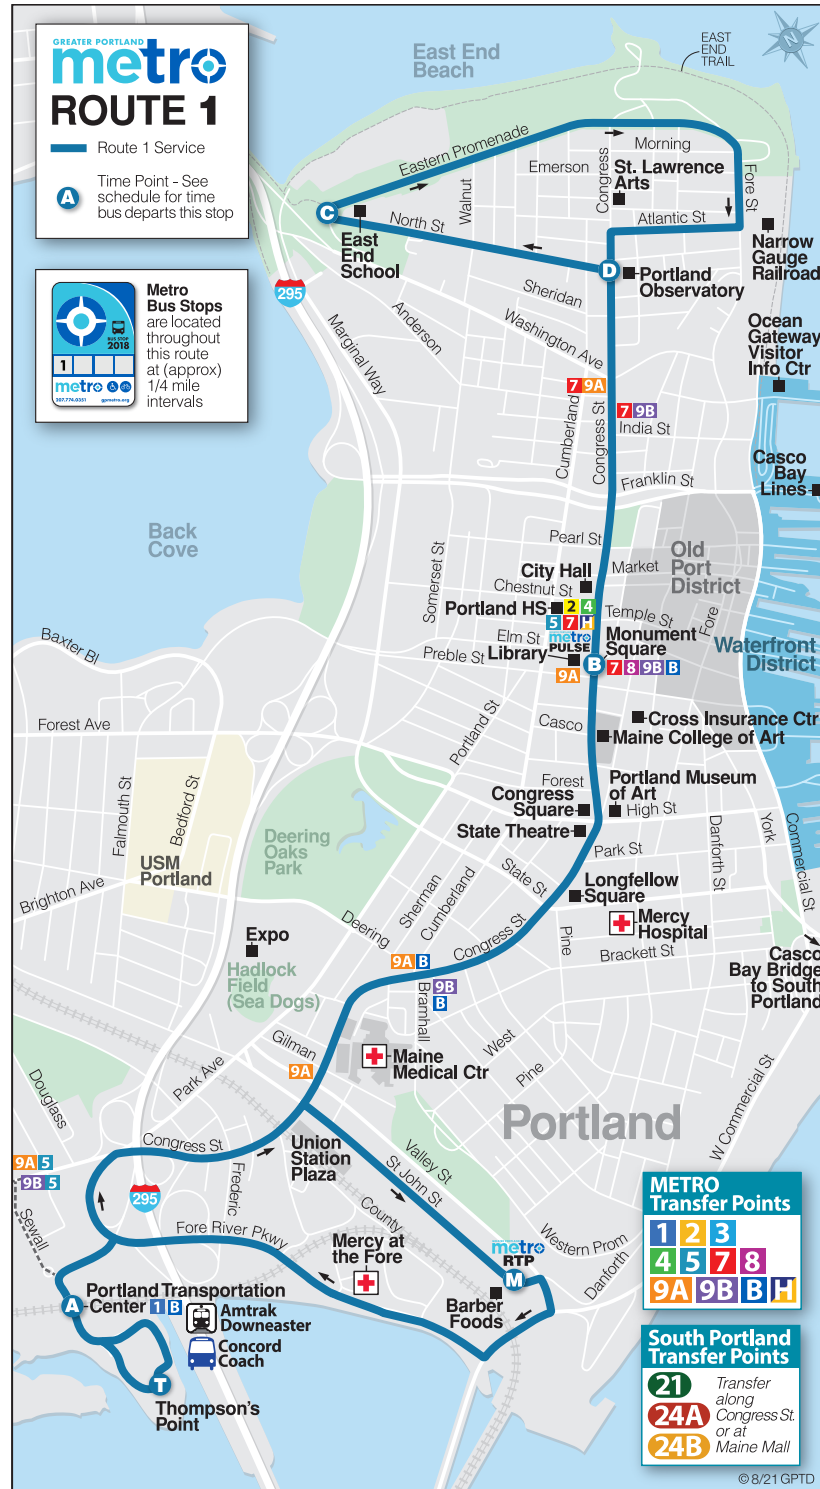 GREATER PORTLAND
metro
ROUTE 1
Route 1 Service
A
Time Point - See
schedule for time
bus departs this stop
BUS STOP
2018
1
metro
207.774.0351 gpmetro.org
Metro
Bus Stops
are located
throughout
this route
at (approx)
1/4 mile
intervals
East End
Beach
EAST
END
TRAIL
Eastern Promenade
Morning
Emerson
Congress
St. Lawrence
Arts
Walnut
Fore St
C
North St
Atlantic St
East
End
School
Narrow
Gauge
Railroad
D
Portland
Observatory
295
Sheridan
Anderson
Washington Ave
Marginal Way
Ocean
Gateway
Visitor
Info Ctr
7 9A
Cumberland
Congress St
7 9B
India St
Casco
Bay
Lines
Franklin St
Back
Cove
Pearl St
Old
Port
District
Somerset St
City Hall
Market
Chestnut St
Portland HS
2 4
5 7 H
Temple St
Fore
metro
PULSE
Elm St
Monument
Square
Baxter Bl
Preble St
Library
B
7 8 9B B
9A
Waterfront
District
Forest Ave
Portland St
Casco
Cross Insurance Ctr
Maine College of Art
Falmouth St
Bedford St
Forest
Portland Museum
of Art
Congress
Square
High St
State Theatre
Deering
Oaks
Park
Park St
Danforth St
York
Commercial St
USM
Portland
State St
Longfellow
Square
Brighton Ave
Sherman
Cumberland
Deering
Congress St
Mercy
Hospital
Pine
Brackett St
Expo
Hadlock
Field
(Sea Dogs)
9A B
9B
B
Bramhall
Casco
Bay Bridge
to South
Portland
Gilman
9A
Maine
Medical Ctr
West
Pine
Park Ave
Douglass
Portland
W Commercial St
Congress St
Union
Station
Plaza
Valley St
St John St
9A 5
9B 5
Frederic
295
County
Sewall
Fore River Pkwy
Mercy at
the Fore
metro
RTP
M
Western Prom
Danforth
Barber
Foods
A
Portland Transportation
Center
1 B
Amtrak
Downeaster
Concord
Coach
T
Thompson's
Point
METRO
Transfer Points
1 2 3
4 5 7 8
9A 9B B H
South Portland
Transfer Points
21
24A
24B
Transfer
along
Congress St.
or at
Maine Mall
© 8/21 GPTD